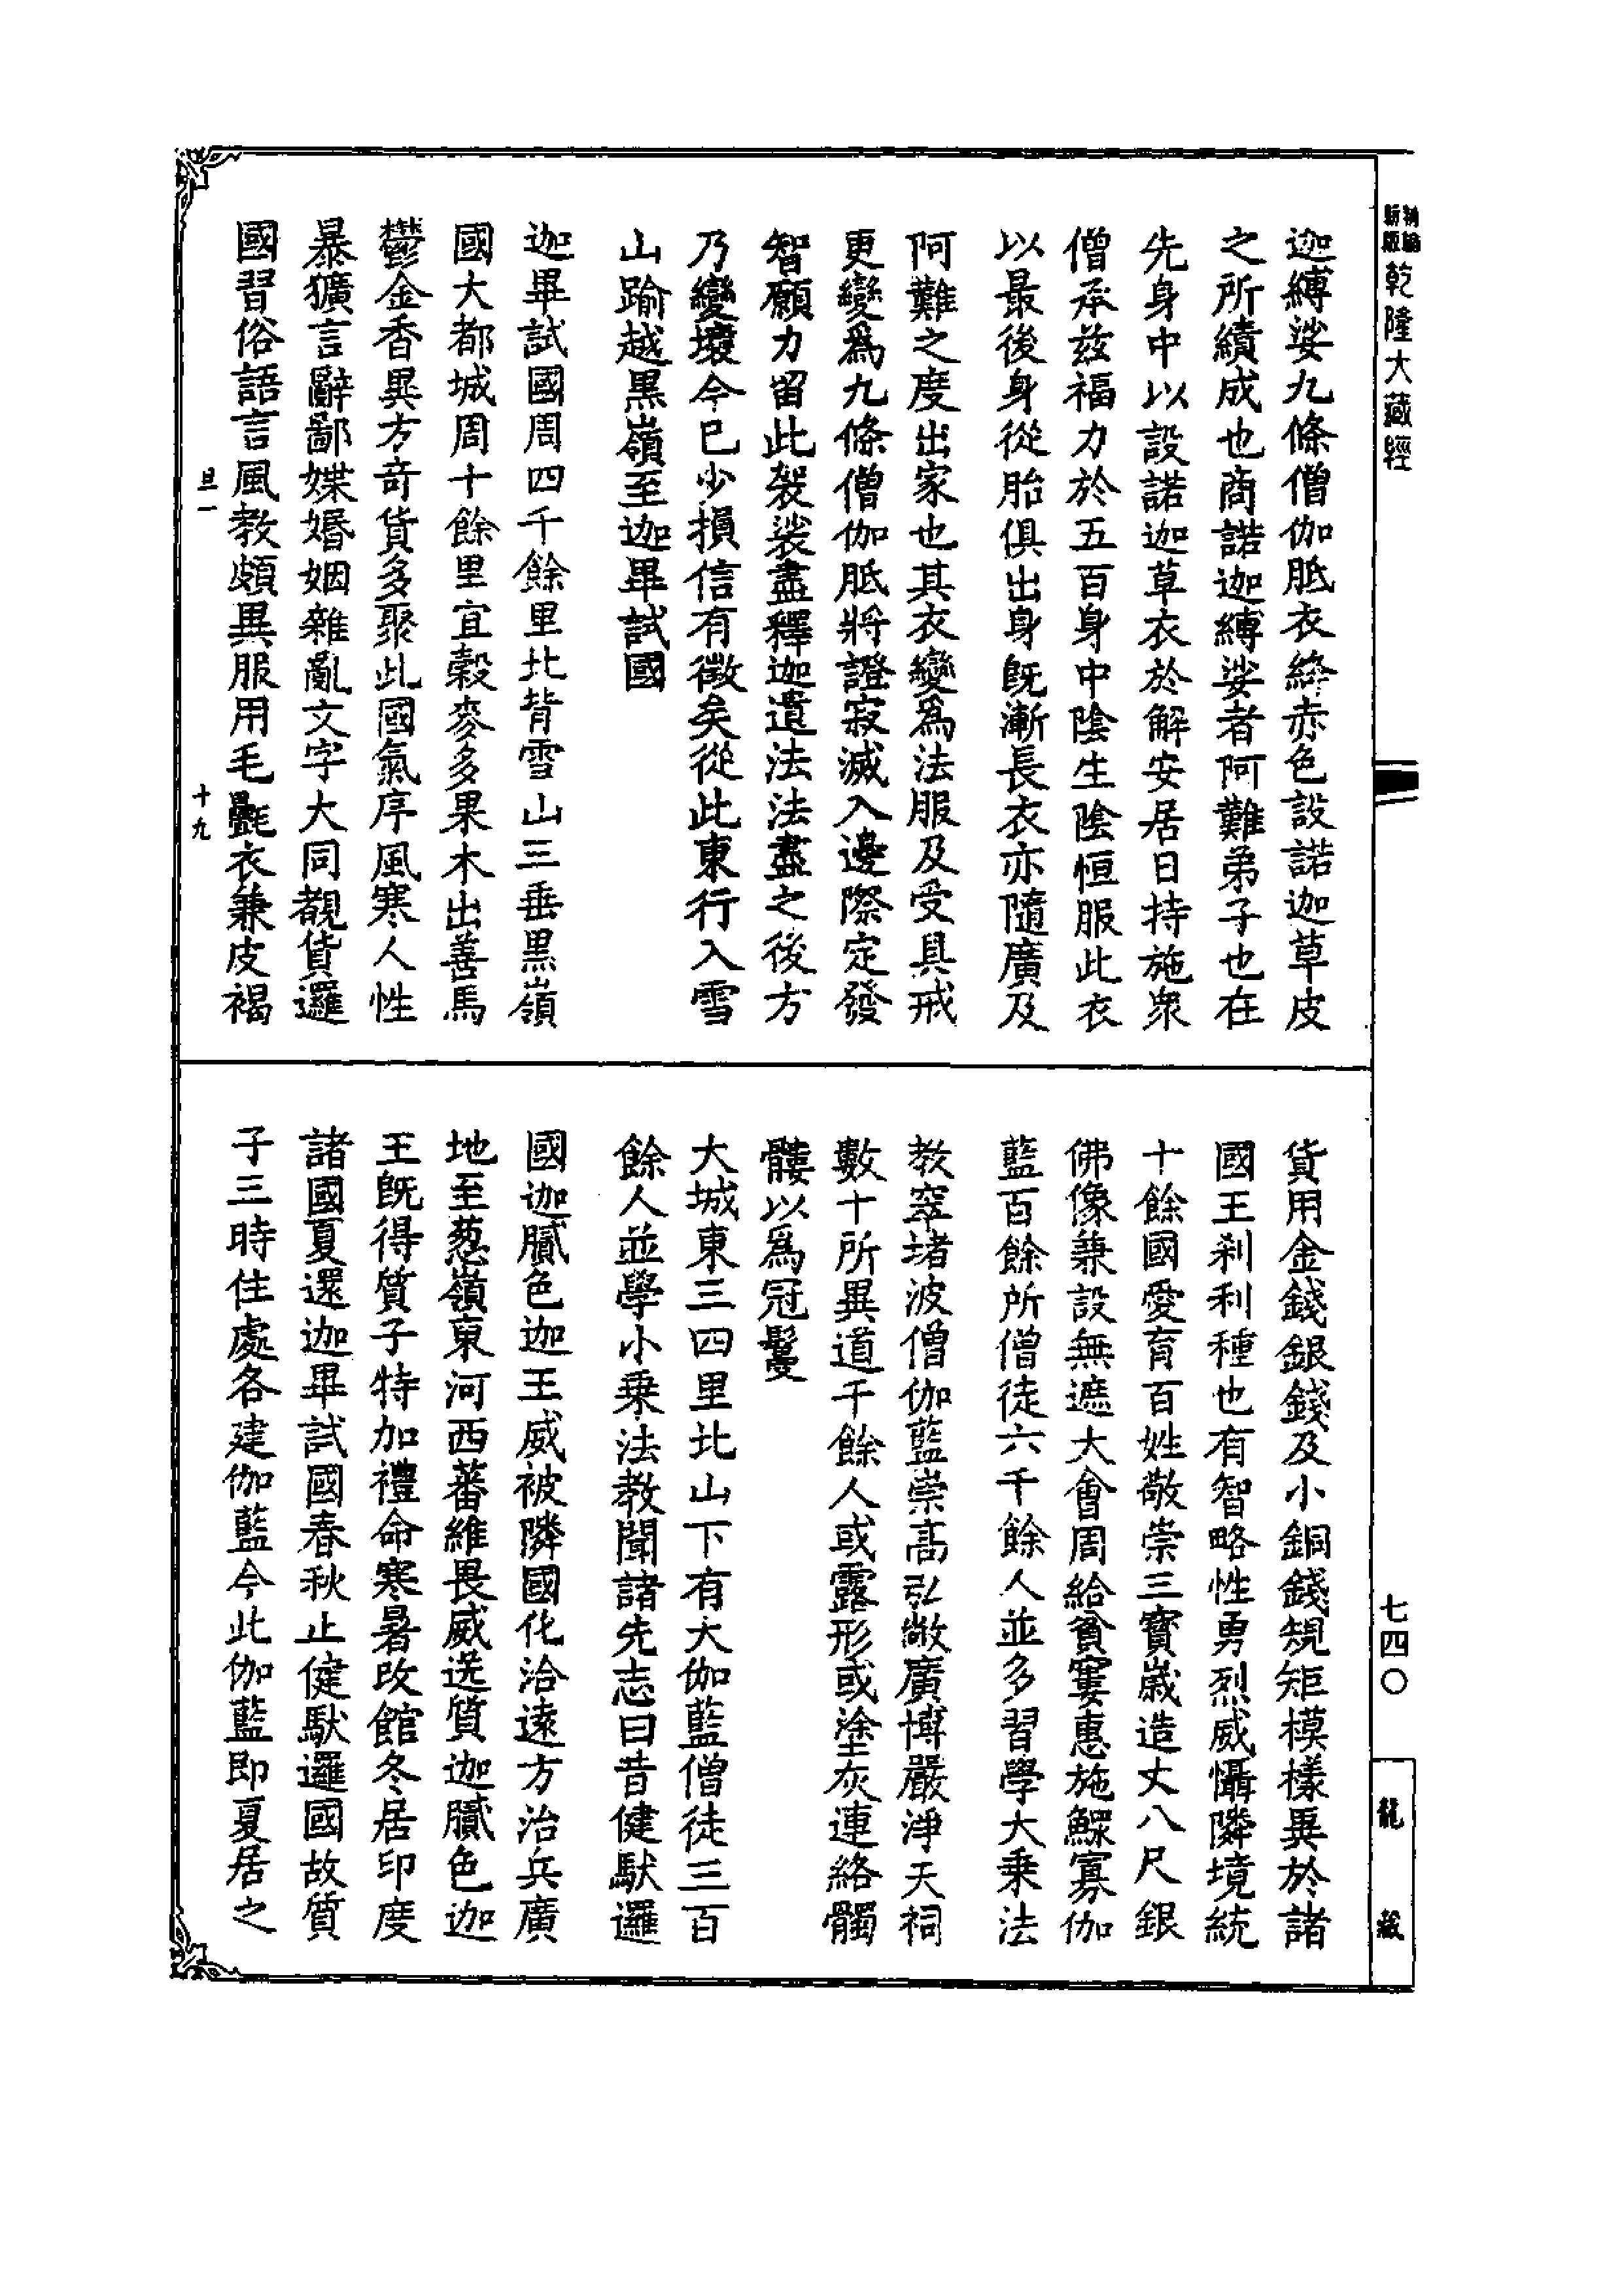 乾隆大藏經
迦縛娑九條僧伽胝衣絳赤色設諾迦草皮
之所績成也商諾迦縛娑者阿難弟子也在
先身中以設諾迦草衣於解安居日持施衆
僧承茲福力於五百身中陰生陰恒服此衣
以最後身從胎俱出身旣漸長衣亦隨廣及
阿難之度出家也其衣變爲法服及受具戒
更變爲九條僧伽胝將證寂滅入邊際定發
智願力留此袈裟盡釋迦遺法法盡之後方
乃變壞今已少損信有徵矣從此東行入雪
山踰越黑嶺至迦畢試國
迦畢試國周四千餘里北背雪山三垂黑嶺
國大都城周十餘里宜穀麥多果木出善馬
鬱金香異方奇貨多聚此國氣序風寒人性
暴獷言辭鄙媟婚姻雜亂文字大同覩貨邏
國習俗語言風教頗異服用毛㲲衣兼皮褐
旦一
十九
貨用金錢銀錢及小銅錢規矩模樣異於諸
國王刹利種也有智略性勇烈威懾隣境統
十餘國愛育百姓敬崇三寶歲造丈八尺銀
佛像兼設無遮大會周給貧窶惠施鰥寡伽
藍百餘所僧徒六千餘人並多習學大乘法
教窣堵波僧伽藍崇高弘敞廣博嚴淨天祠
數十所異道千餘人或露形或塗灰連絡髑
髏以爲冠鬘
大城東三四里北山下有大伽藍僧徒三百
餘人並學小乘法教聞諸先志曰昔健馱邏
國迦膩色迦王威被隣國化洽遠方治兵廣
地至葱嶺東河西蕃維畏威送質迦膩色迦
王旣得質子特加禮命寒暑改館冬居印度
諸國夏還迦畢試國春秋止健馱邏國故質
子三時住處各建伽藍今此伽藍即夏居之
七四〇
龍藏